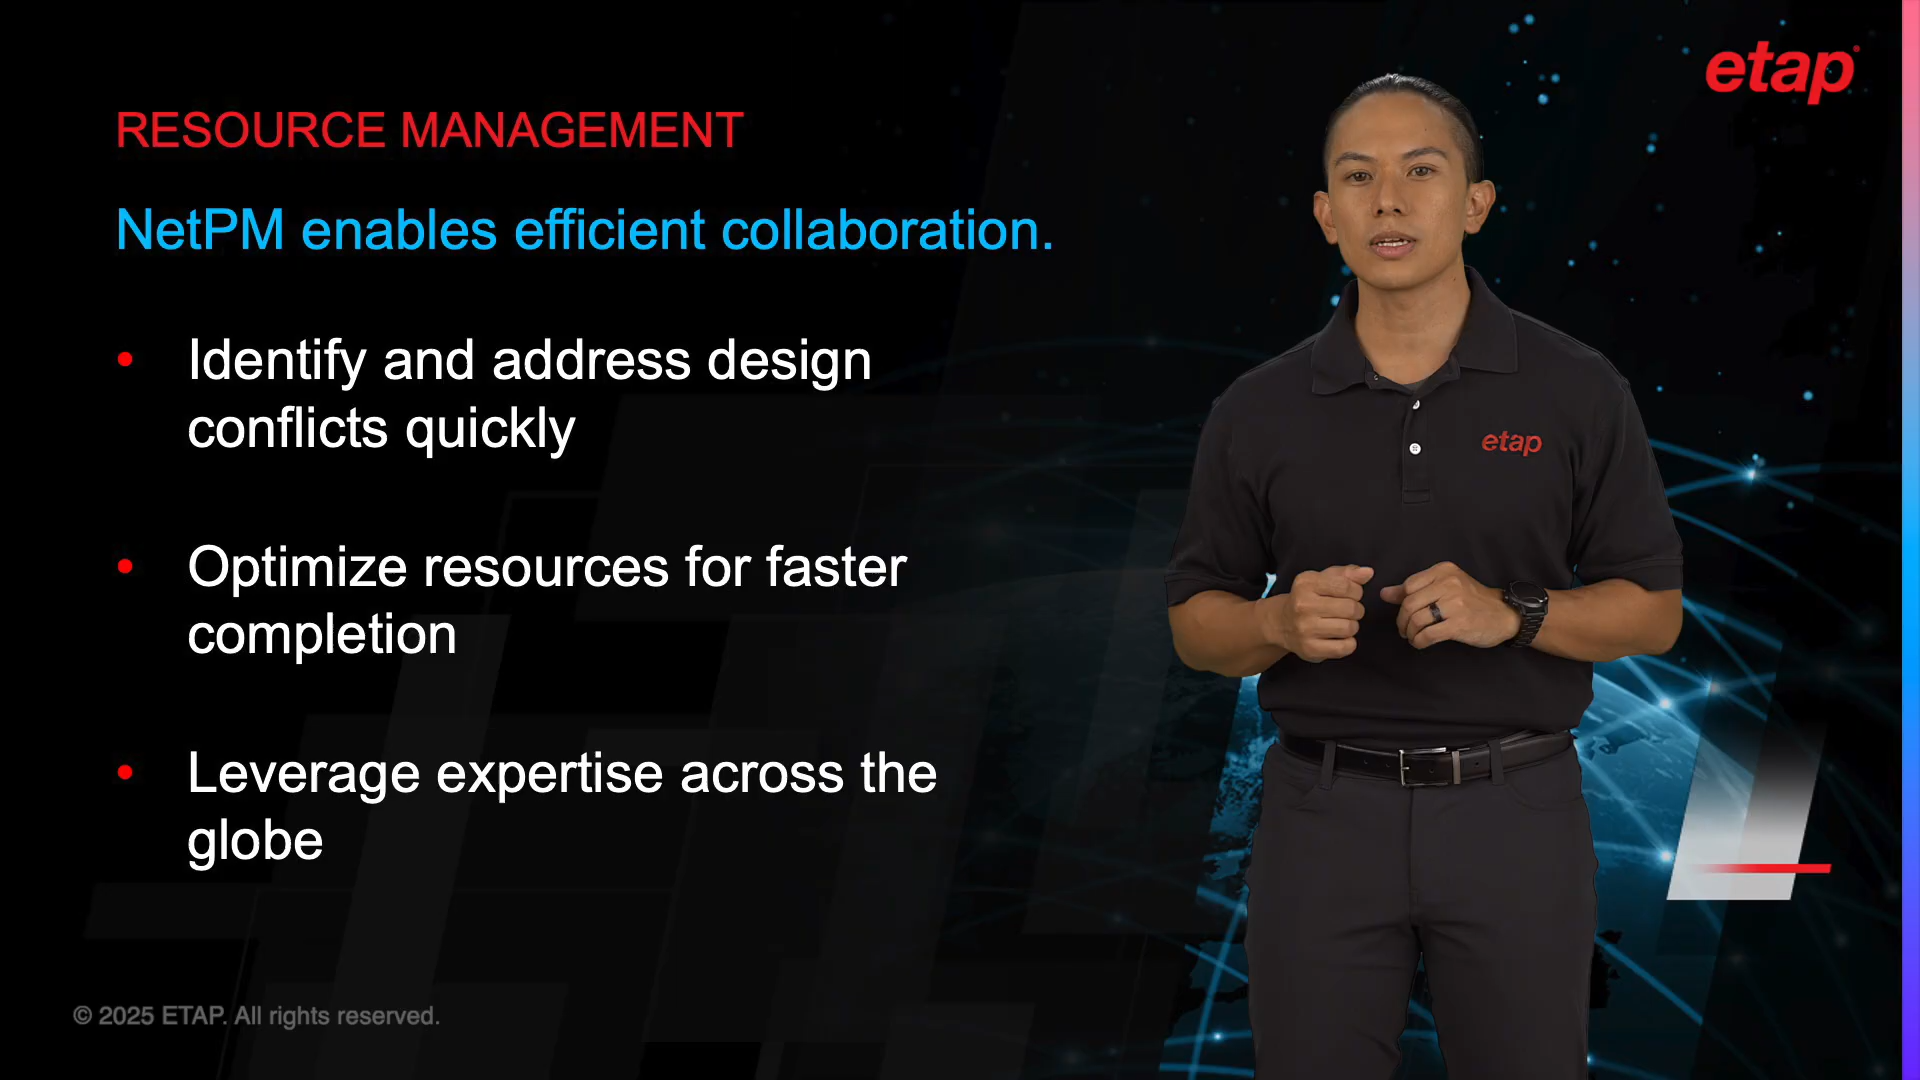 etap
RESOURCE MANAGEMENT
NetPM enables efficient collaboration.
• Identify and address design
conflicts quickly
• Optimize resources for faster
completion
• Leverage expertise across the
globe
etap
© 2025 ETAP. All rights reserved.